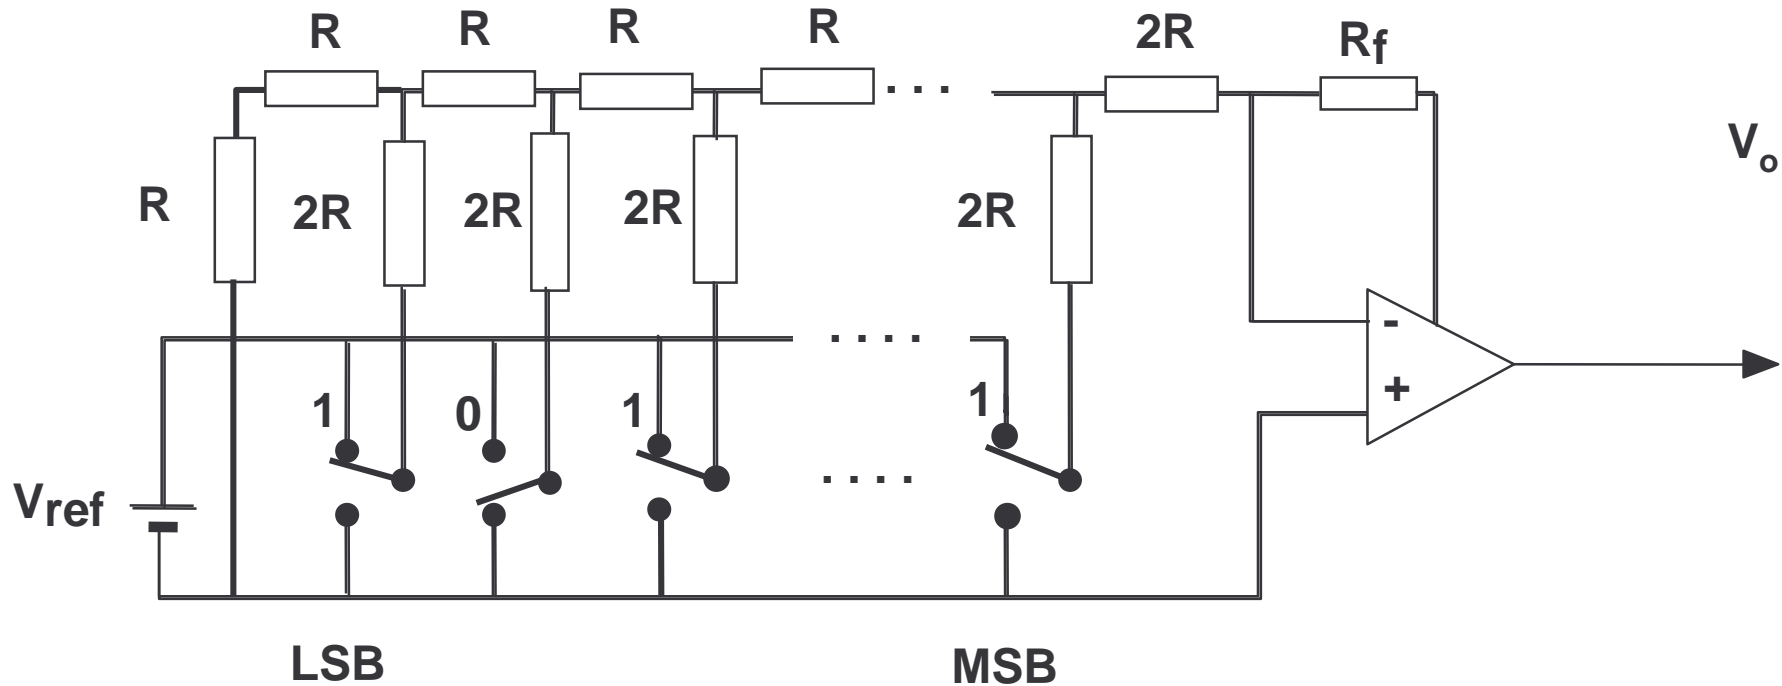 R R R R 2R Rf
Vo
R 2R 2R 2R 2R
. . . .
1 0 1 1
- 
+
. . . .
Vref
LSB MSB